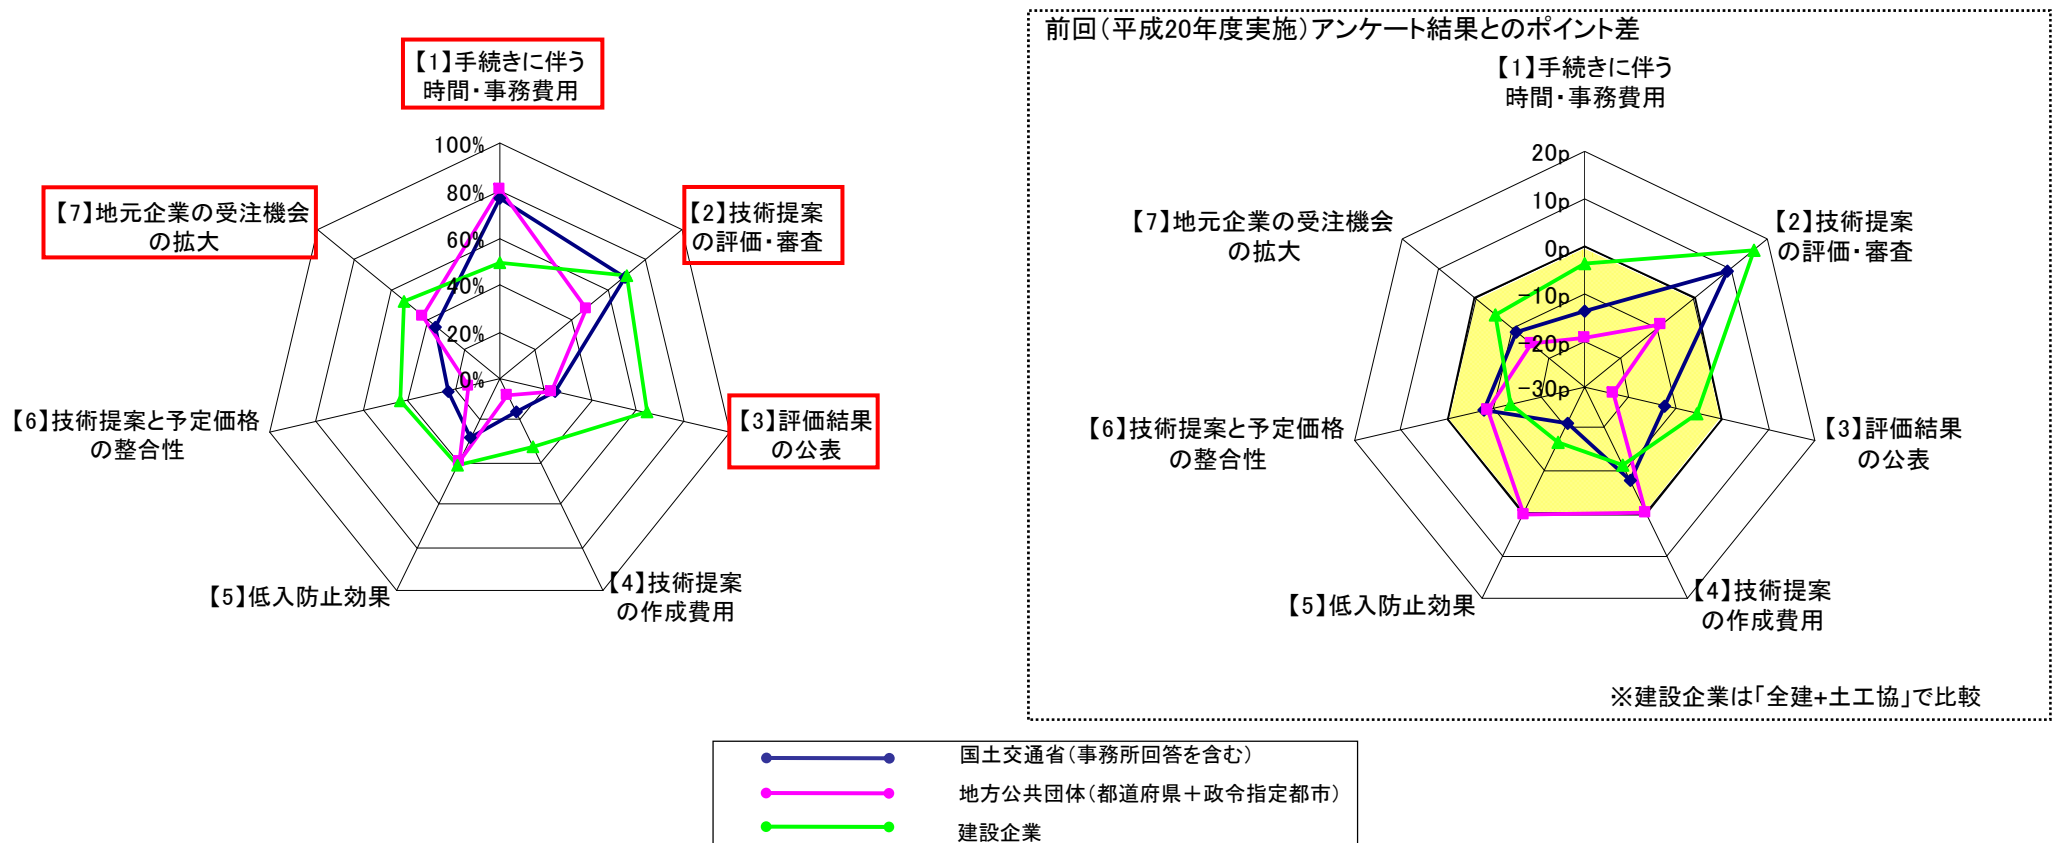 【1】手続きに伴う
時間・事務費用
100%
80%
60%
40%
20%
0%
【2】技術提案
の評価・審査
【3】評価結果
の公表
【4】技術提案
の作成費用
【5】低入防止効果
【6】技術提案と予定価格
の整合性
【7】地元企業の受注機会
の拡大
前回（平成20年度実施）アンケート結果とのポイント差
【1】手続きに伴う
時間・事務費用
20p
10p
0p
-10p
-20p
-30p
【2】技術提案
の評価・審査
【3】評価結果
の公表
【4】技術提案
の作成費用
【5】低入防止効果
【6】技術提案と予定価格
の整合性
【7】地元企業の受注機会
の拡大
※建設企業は「全建+土工協」で比較
国土交通省（事務所回答を含む）
地方公共団体（都道府県＋政令指定都市）
建設企業